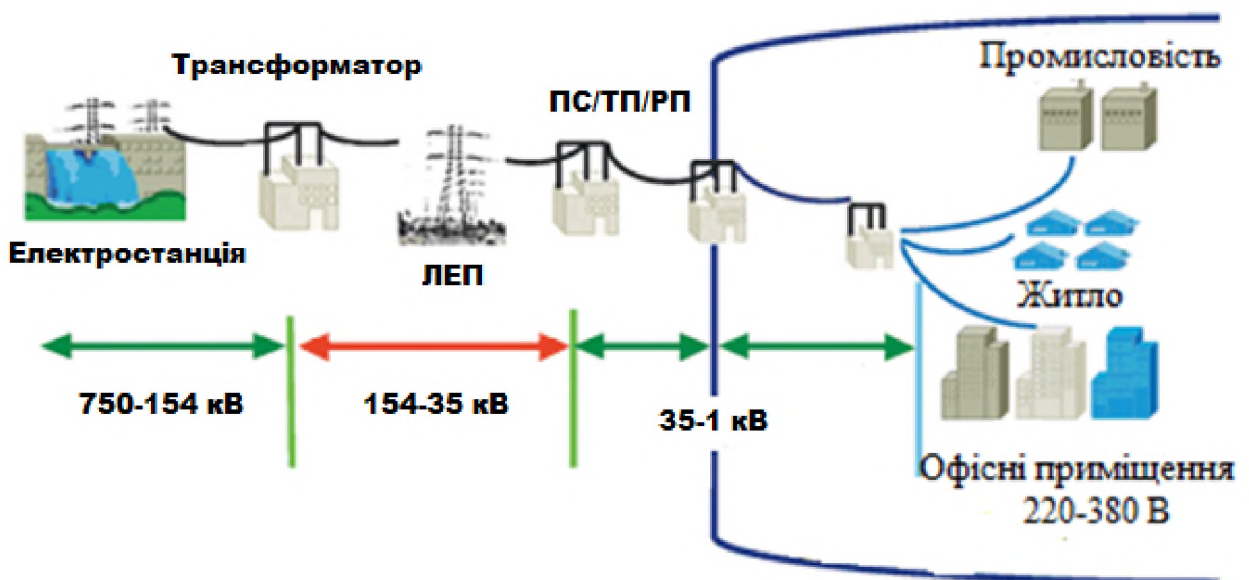 Трансформатор
ПС/ТП/РП
Промисловість
Електростанція
ЛЕП
Житло
750-154 кВ
154-35 кВ
35-1 кВ
Офісні приміщення
220-380 В